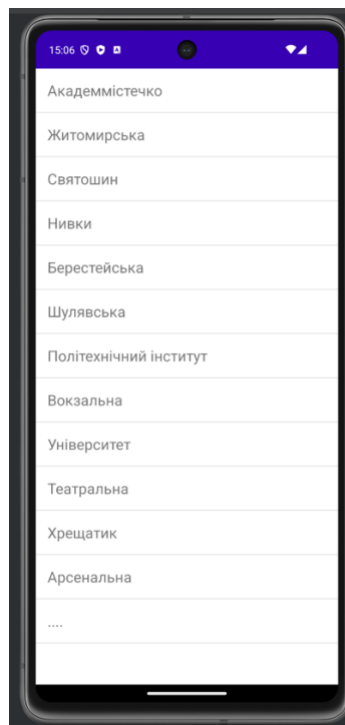 15:06
Академмістечко
Житомирська
Святошин
Нивки
Берестейська
Шулявська
Політехнічний інститут
Вокзальна
Університет
Театральна
Хрещатик
Арсенальна
....